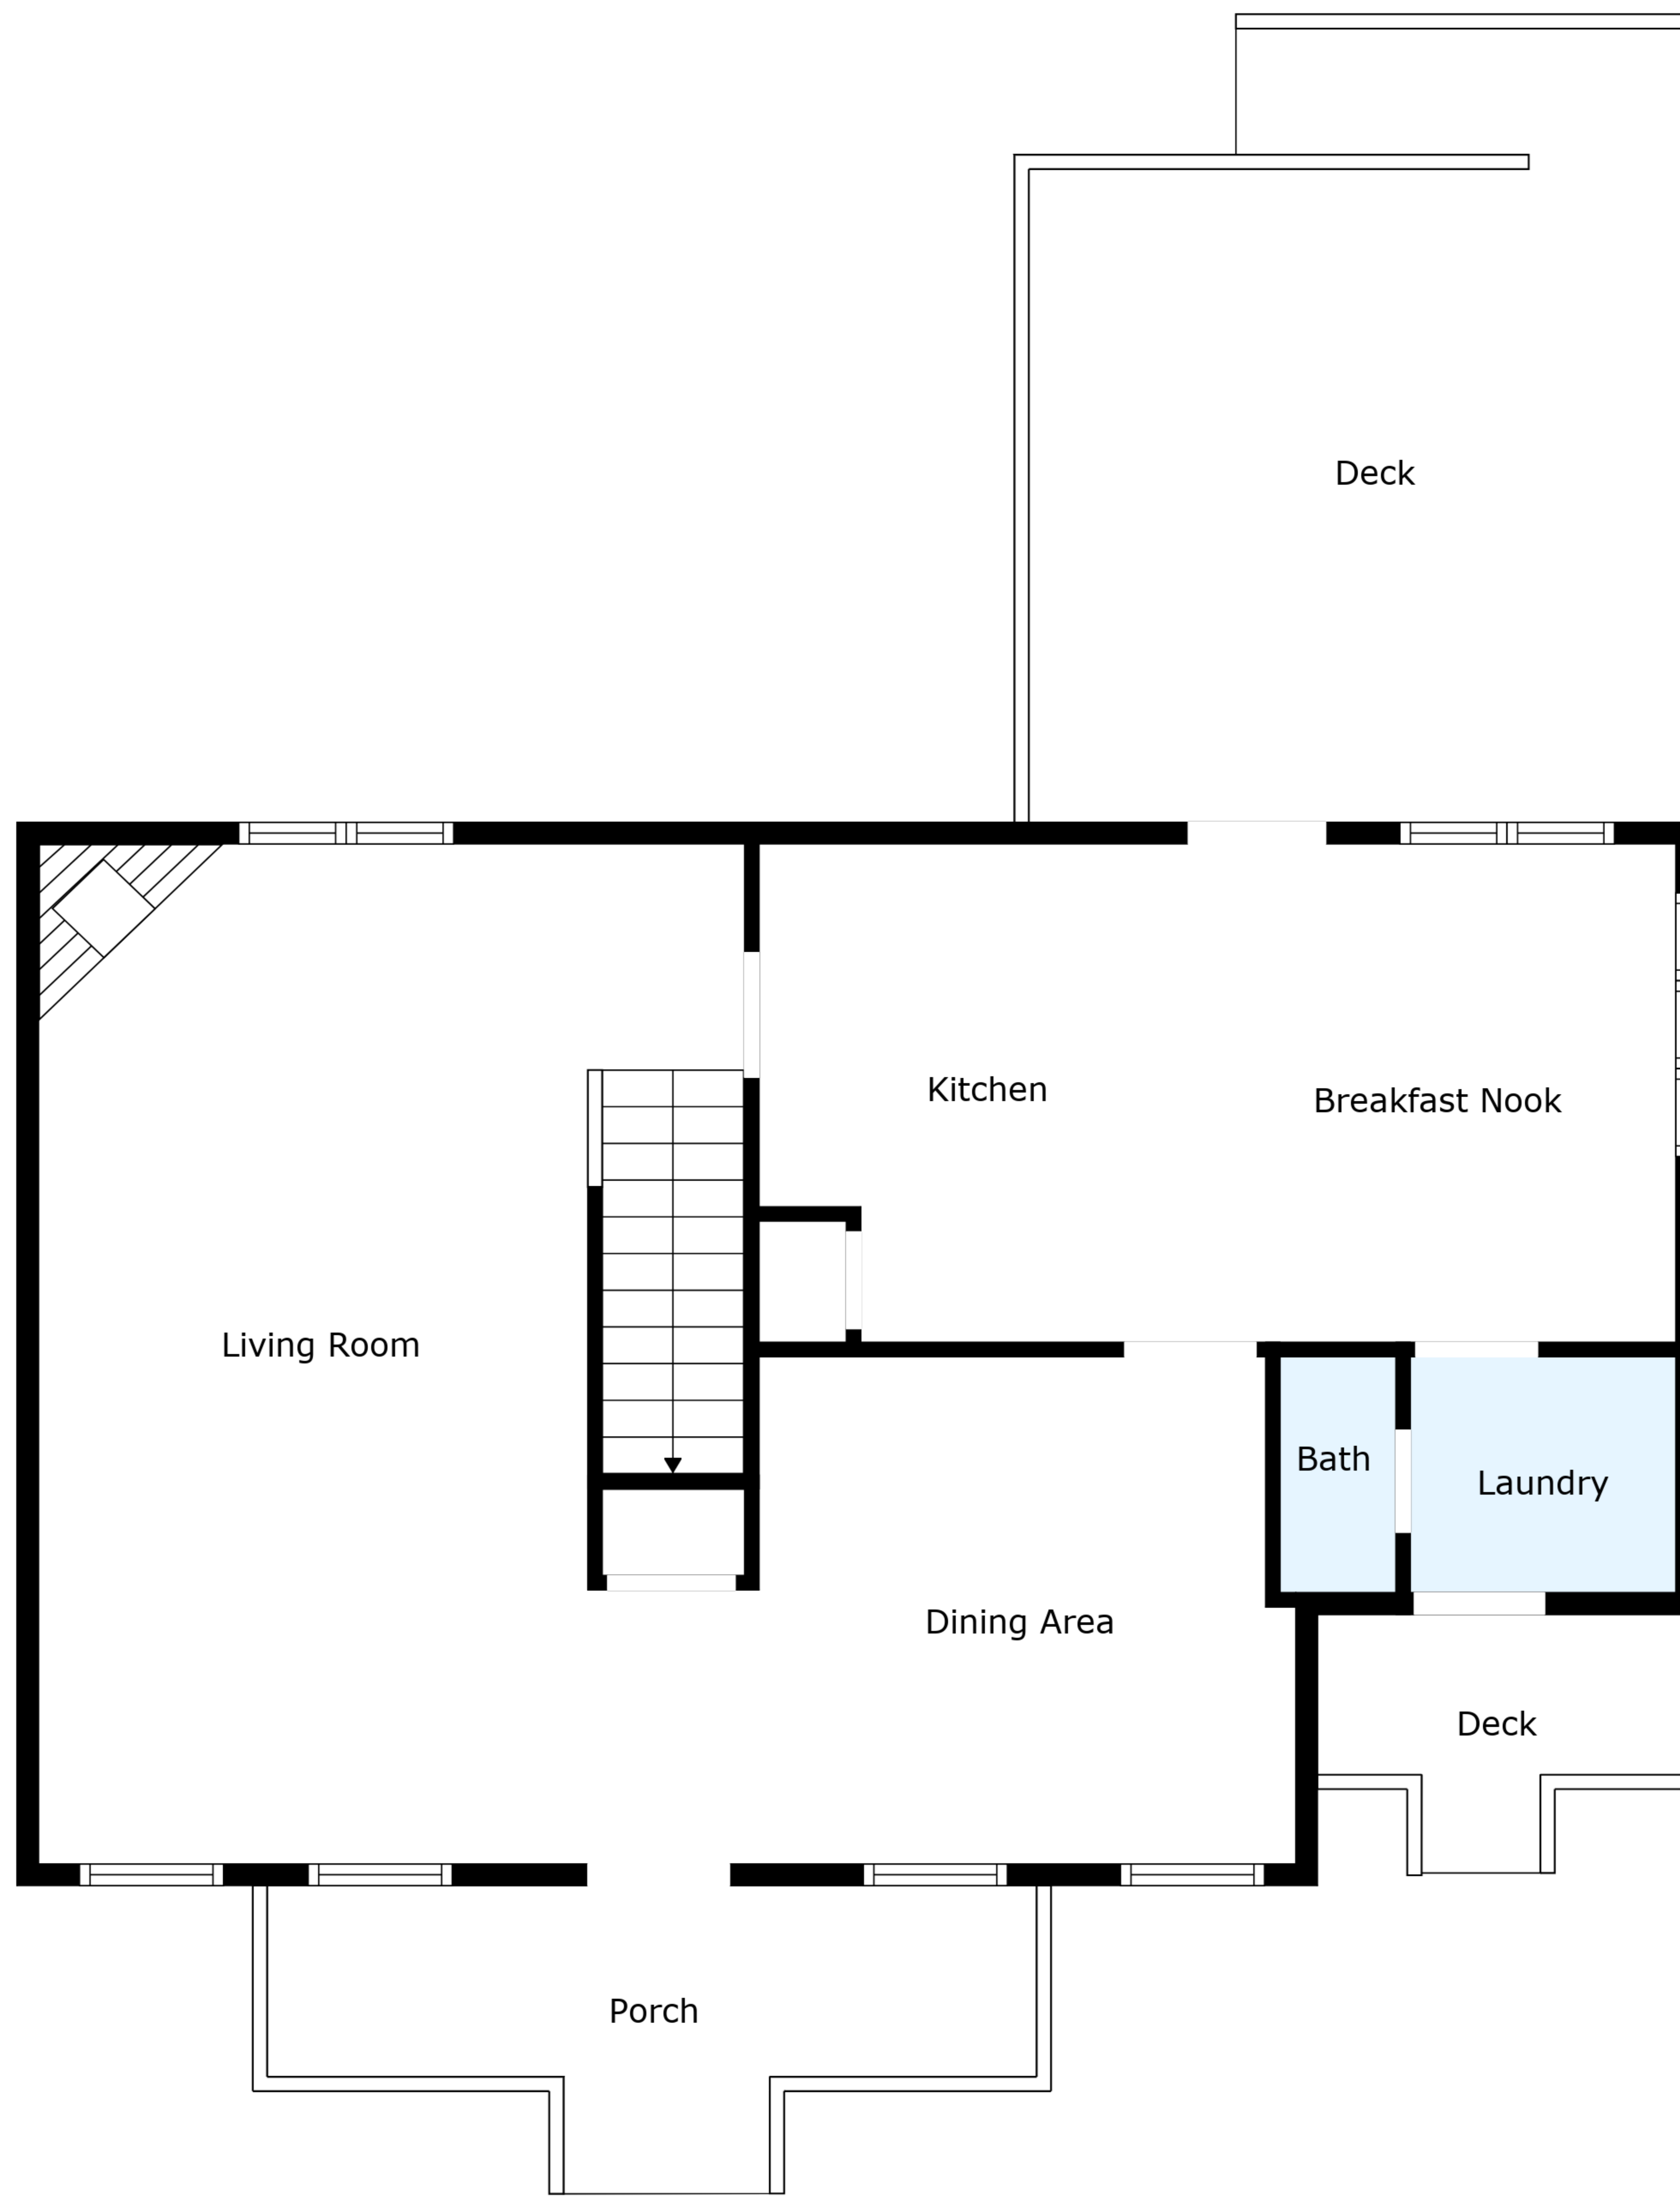 Deck
Kitchen
Breakfast Nook
Living Room
Bath
Laundry
Dining Area
Deck
Porch